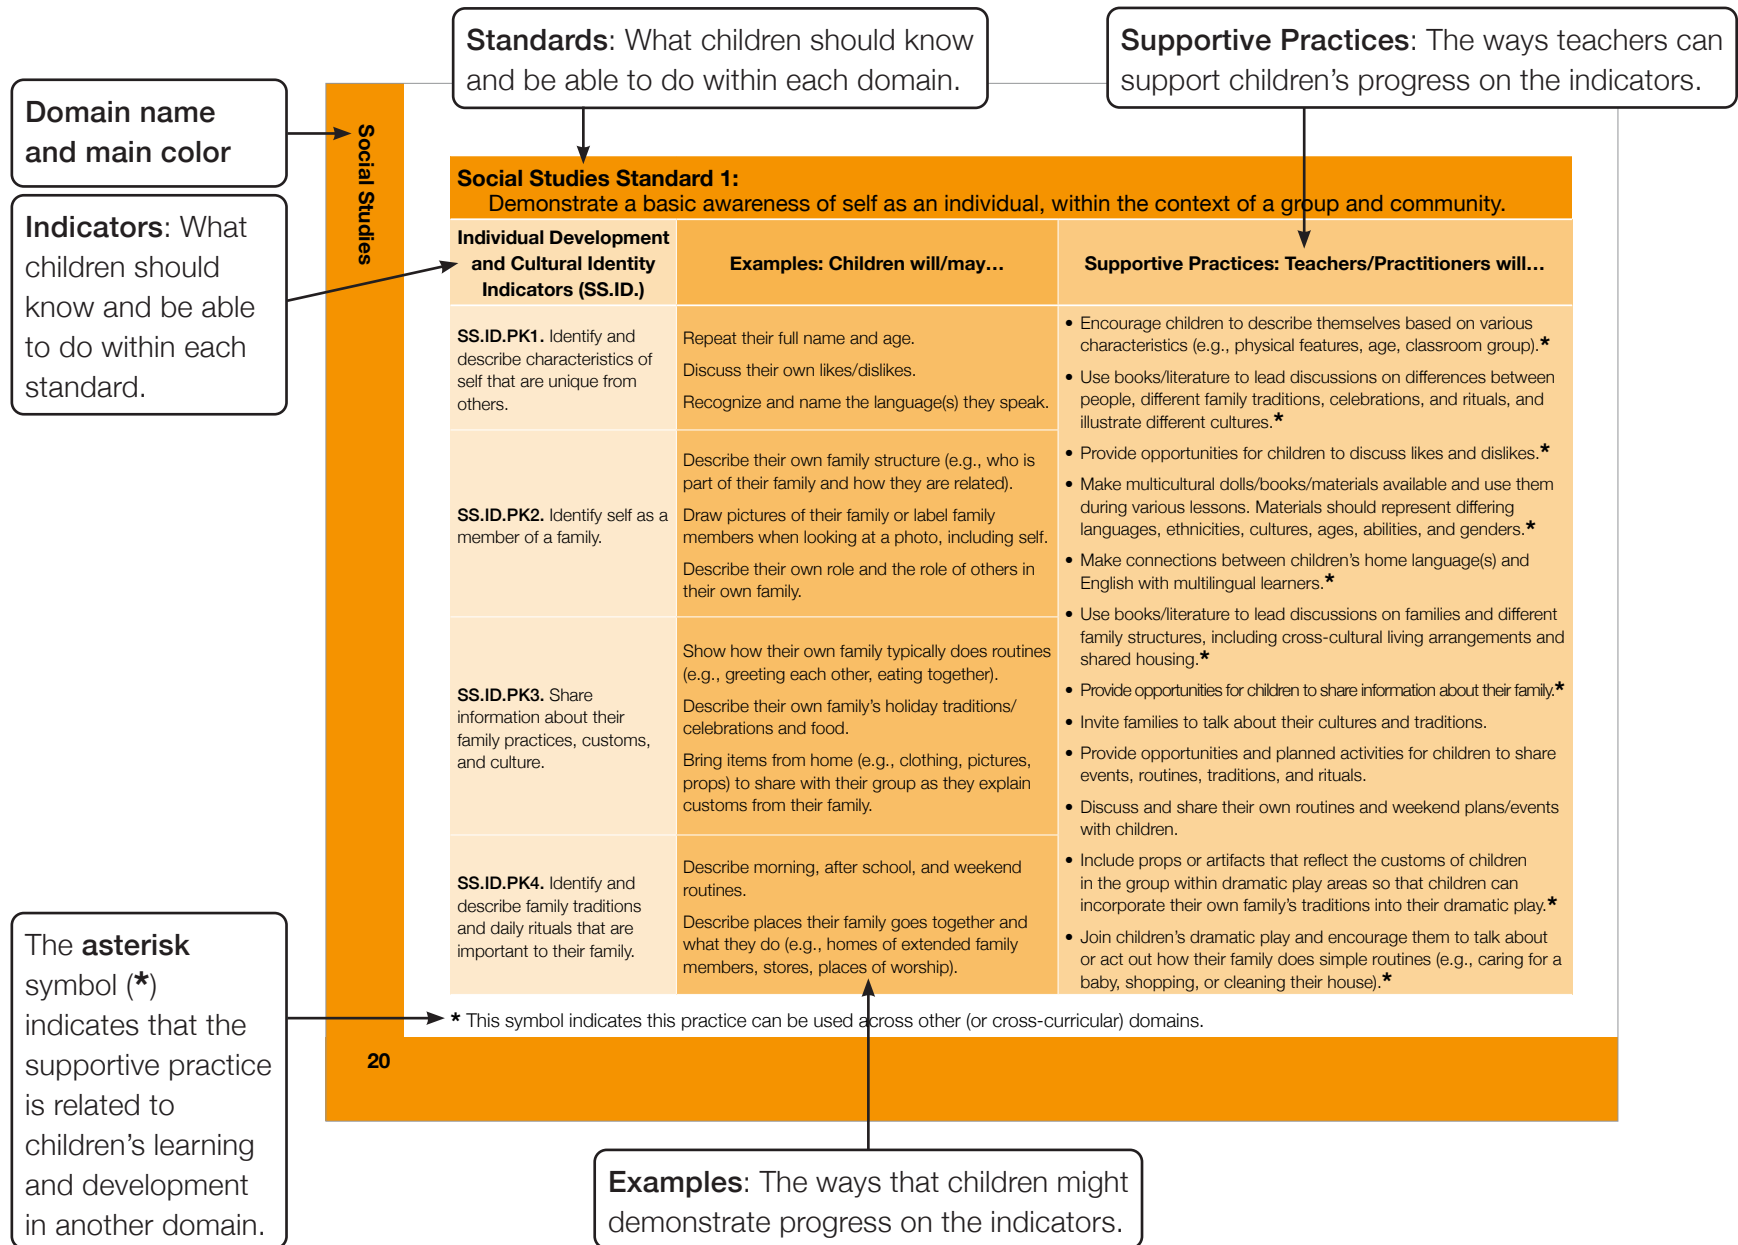 Standards: What children should know
and be able to do within each domain.
Supportive Practices: The ways teachers can
support children’s progress on the indicators.
Domain name
and main color
Indicators: What
children should
know and be able
to do within each
standard.
Social Studies
Social Studies Standard 1:
Demonstrate a basic awareness of self as an individual, within the context of a group and community.
Individual Development
and Cultural Identity
Indicators (SS.ID.)
Examples: Children will/may…
Supportive Practices: Teachers/Practitioners will…
SS.ID.PK1. Identify and
describe characteristics of
self that are unique from
others.
Repeat their full name and age.
Discuss their own likes/dislikes.
Recognize and name the language(s) they speak.
SS.ID.PK2. Identify self as a
member of a family.
Describe their own family structure (e.g., who is
part of their family and how they are related).
Draw pictures of their family or label family
members when looking at a photo, including self.
Describe their own role and the role of others in
their own family.
SS.ID.PK3. Share
information about their
family practices, customs,
and culture.
Show how their own family typically does routines
(e.g., greeting each other, eating together).
Describe their own family’s holiday traditions/
celebrations and food.
Bring items from home (e.g., clothing, pictures,
props) to share with their group as they explain
customs from their family.
SS.ID.PK4. Identify and
describe family traditions
and daily rituals that are
important to their family.
Describe morning, after school, and weekend
routines.
Describe places their family goes together and
what they do (e.g., homes of extended family
members, stores, places of worship).
• Encourage children to describe themselves based on various
characteristics (e.g., physical features, age, classroom group).*
• Use books/literature to lead discussions on differences between
people, different family traditions, celebrations, and rituals, and
illustrate different cultures.*
• Provide opportunities for children to discuss likes and dislikes.*
• Make multicultural dolls/books/materials available and use them
during various lessons. Materials should represent differing
languages, ethnicities, cultures, ages, abilities, and genders.*
• Make connections between children’s home language(s) and
English with multilingual learners.*
• Use books/literature to lead discussions on families and different
family structures, including cross-cultural living arrangements and
shared housing.*
• Provide opportunities for children to share information about their family.*
• Invite families to talk about their cultures and traditions.
• Provide opportunities and planned activities for children to share
events, routines, traditions, and rituals.
• Discuss and share their own routines and weekend plans/events
with children.
• Include props or artifacts that reflect the customs of children
in the group within dramatic play areas so that children can
incorporate their own family’s traditions into their dramatic play.*
• Join children’s dramatic play and encourage them to talk about
or act out how their family does simple routines (e.g., caring for a
baby, shopping, or cleaning their house).*
* This symbol indicates this practice can be used across other (or cross-curricular) domains.
20
The asterisk
symbol (*)
indicates that the
supportive practice
is related to
children’s learning
and development
in another domain.
Examples: The ways that children might
demonstrate progress on the indicators.